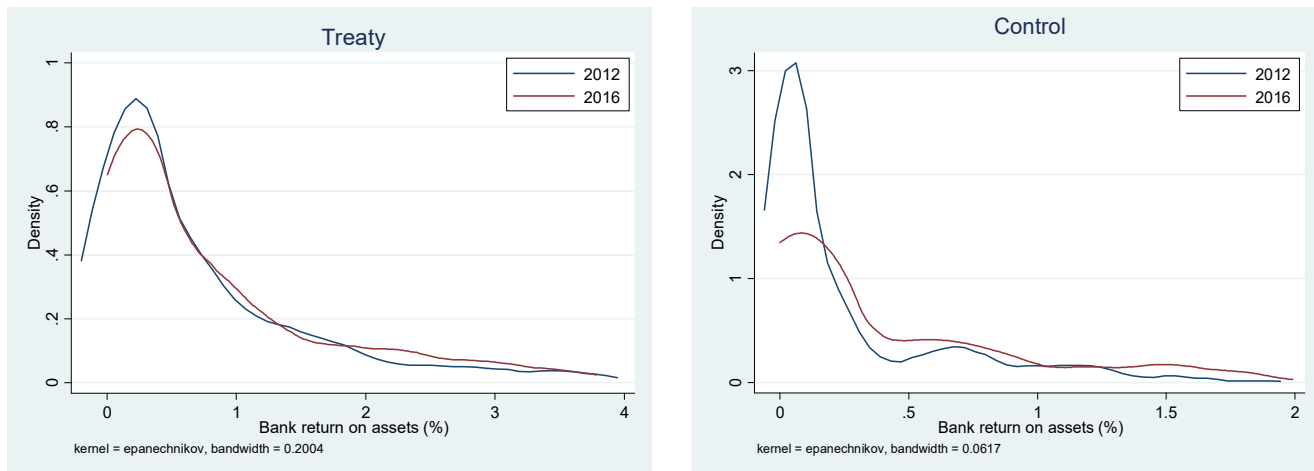 Treaty
2012
2016
Density
1
.8
.6
.4
.2
0
0 1 2 3 4
Bank return on assets (%)
kernel = epanechnikov, bandwidth = 0.2004
Control
2012
2016
Density
3
2
1
0
0 .5 1 1.5 2
Bank return on assets (%)
kernel = epanechnikov, bandwidth = 0.0617